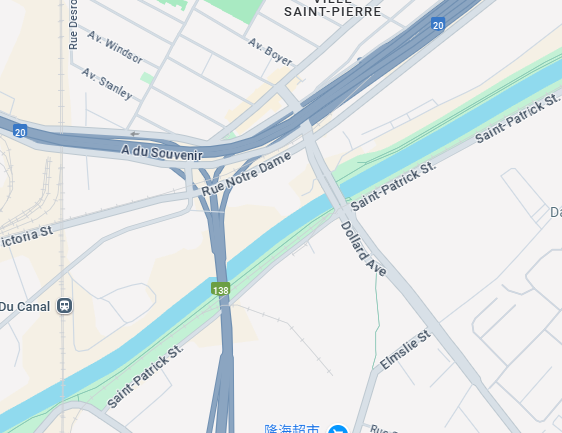 VILLE
SAINT-PIERRE
20
Av. Windsor
Av. Boyer
Av. Stanley
20
A du Souvenir
Rue Notre Dame
Saint-Patrick St.
Saint-Patrick St.
ictoria St
Dollard Ave
138
Du Canal
Elmslie St
Saint-Patrick St.
隆海超市